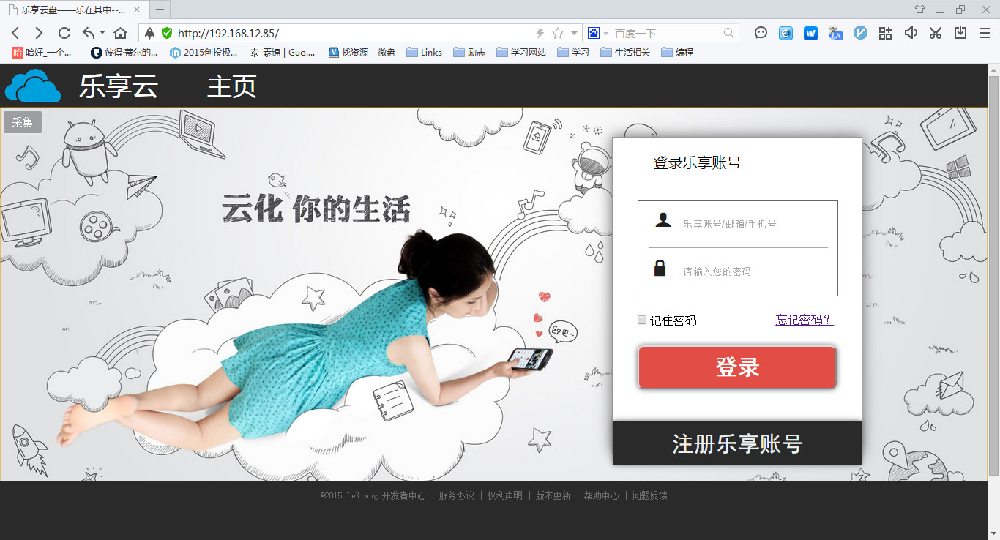 乐享云盘——乐在其中--...
http://192.168.12.85/
百度一下
哈好_一个...
彼得·蒂尔的...
2015创投极...
素锦 | Guo....
找资源 - 微盘
Links
励志
学习网站
学习
生活相关
编程
乐享云
主页
采集
云化 你的生活
欧巴~
登录乐享账号
乐享账号/邮箱/手机号
请输入您的密码
记住密码
忘记密码?
登录
注册乐享账号
©2015 LeXiang 开发者中心 | 服务协议 | 权利声明 | 版本更新 | 帮助中心 | 问题反馈